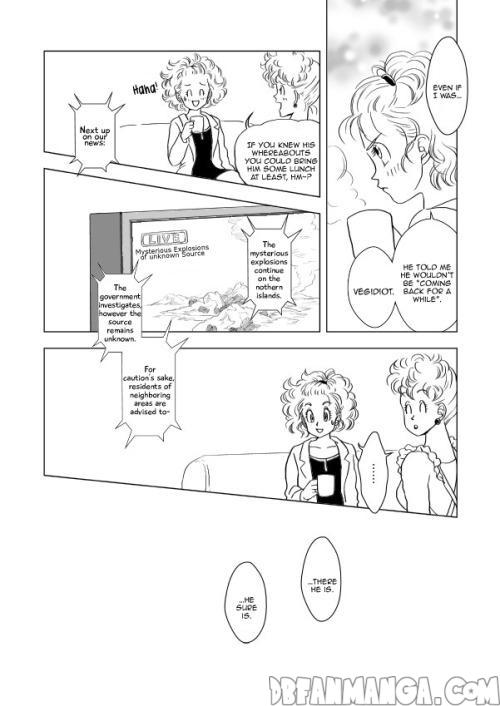 EVEN IF
I WAS...
HE TOLD ME
HE WOULDN'T
BE "COMING
BACK FOR A
WHILE".
VEGIDIOT.
IF YOU KNEW HIS
WHEREABOUTS
YOU COULD BRING
HIM SOME LUNCH
AT LEAST, HM~?
Haha!
Next up
on our
news:
LIVE
Mysterious Explosions
of unknown Source
The
mysterious
explosions
continue
on the
nothern
islands.
The
government
investigates,
however the
source
remains
unknown.
For
caution's sake,
residents of
neighboring
areas are
advised to-
......
...THERE
HE IS.
...HE
SURE
IS.
DBFANMANGA.COM